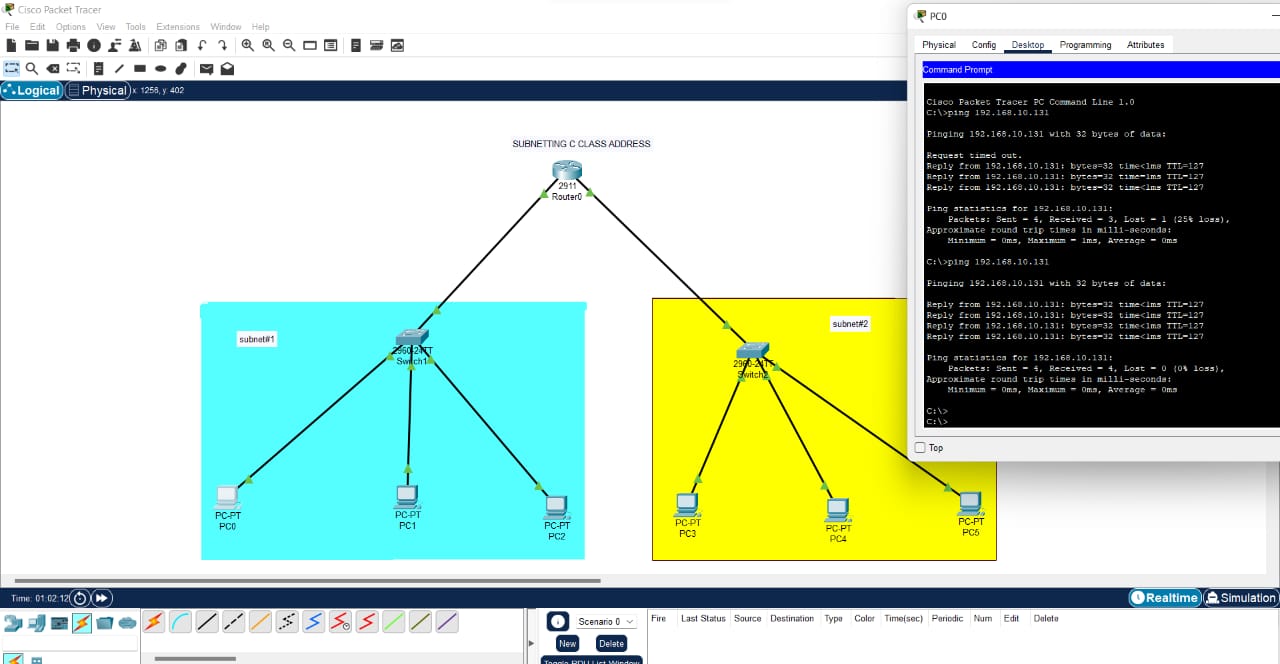 Cisco Packet Tracer
File Edit Options View Tools Extensions Window Help
Logical Physical x: 1256, y: 402
SUBNETTING C CLASS ADDRESS
2911
Router0
subnet#1
2960-24TT
Switch1
PC-PT
PC0
PC-PT
PC1
PC-PT
PC2
subnet#2
2960-24TT
Switch2
PC-PT
PC3
PC-PT
PC4
PC-PT
PC5
PC0
Physical Config Desktop Programming Attributes
Command Prompt
Cisco Packet Tracer PC Command Line 1.0
C:\>ping 192.168.10.131
Pinging 192.168.10.131 with 32 bytes of data:
Request timed out.
Reply from 192.168.10.131: bytes=32 time<1ms TTL=127
Reply from 192.168.10.131: bytes=32 time=1ms TTL=127
Reply from 192.168.10.131: bytes=32 time<1ms TTL=127
Ping statistics for 192.168.10.131:
Packets: Sent = 4, Received = 3, Lost = 1 (25% loss),
Approximate round trip times in milli-seconds:
Minimum = 0ms, Maximum = 1ms, Average = 0ms
C:\>ping 192.168.10.131
Pinging 192.168.10.131 with 32 bytes of data:
Reply from 192.168.10.131: bytes=32 time<1ms TTL=127
Reply from 192.168.10.131: bytes=32 time<1ms TTL=127
Reply from 192.168.10.131: bytes=32 time<1ms TTL=127
Reply from 192.168.10.131: bytes=32 time<1ms TTL=127
Ping statistics for 192.168.10.131:
Packets: Sent = 4, Received = 4, Lost = 0 (0% loss),
Approximate round trip times in milli-seconds:
Minimum = 0ms, Maximum = 0ms, Average = 0ms
C:\>
C:\>
Top
Time: 01:02:12
Realtime Simulation
Scenario 0
New Delete
Toggle PDU List Window
Fire Last Status Source Destination Type Color Time(sec) Periodic Num Edit Delete